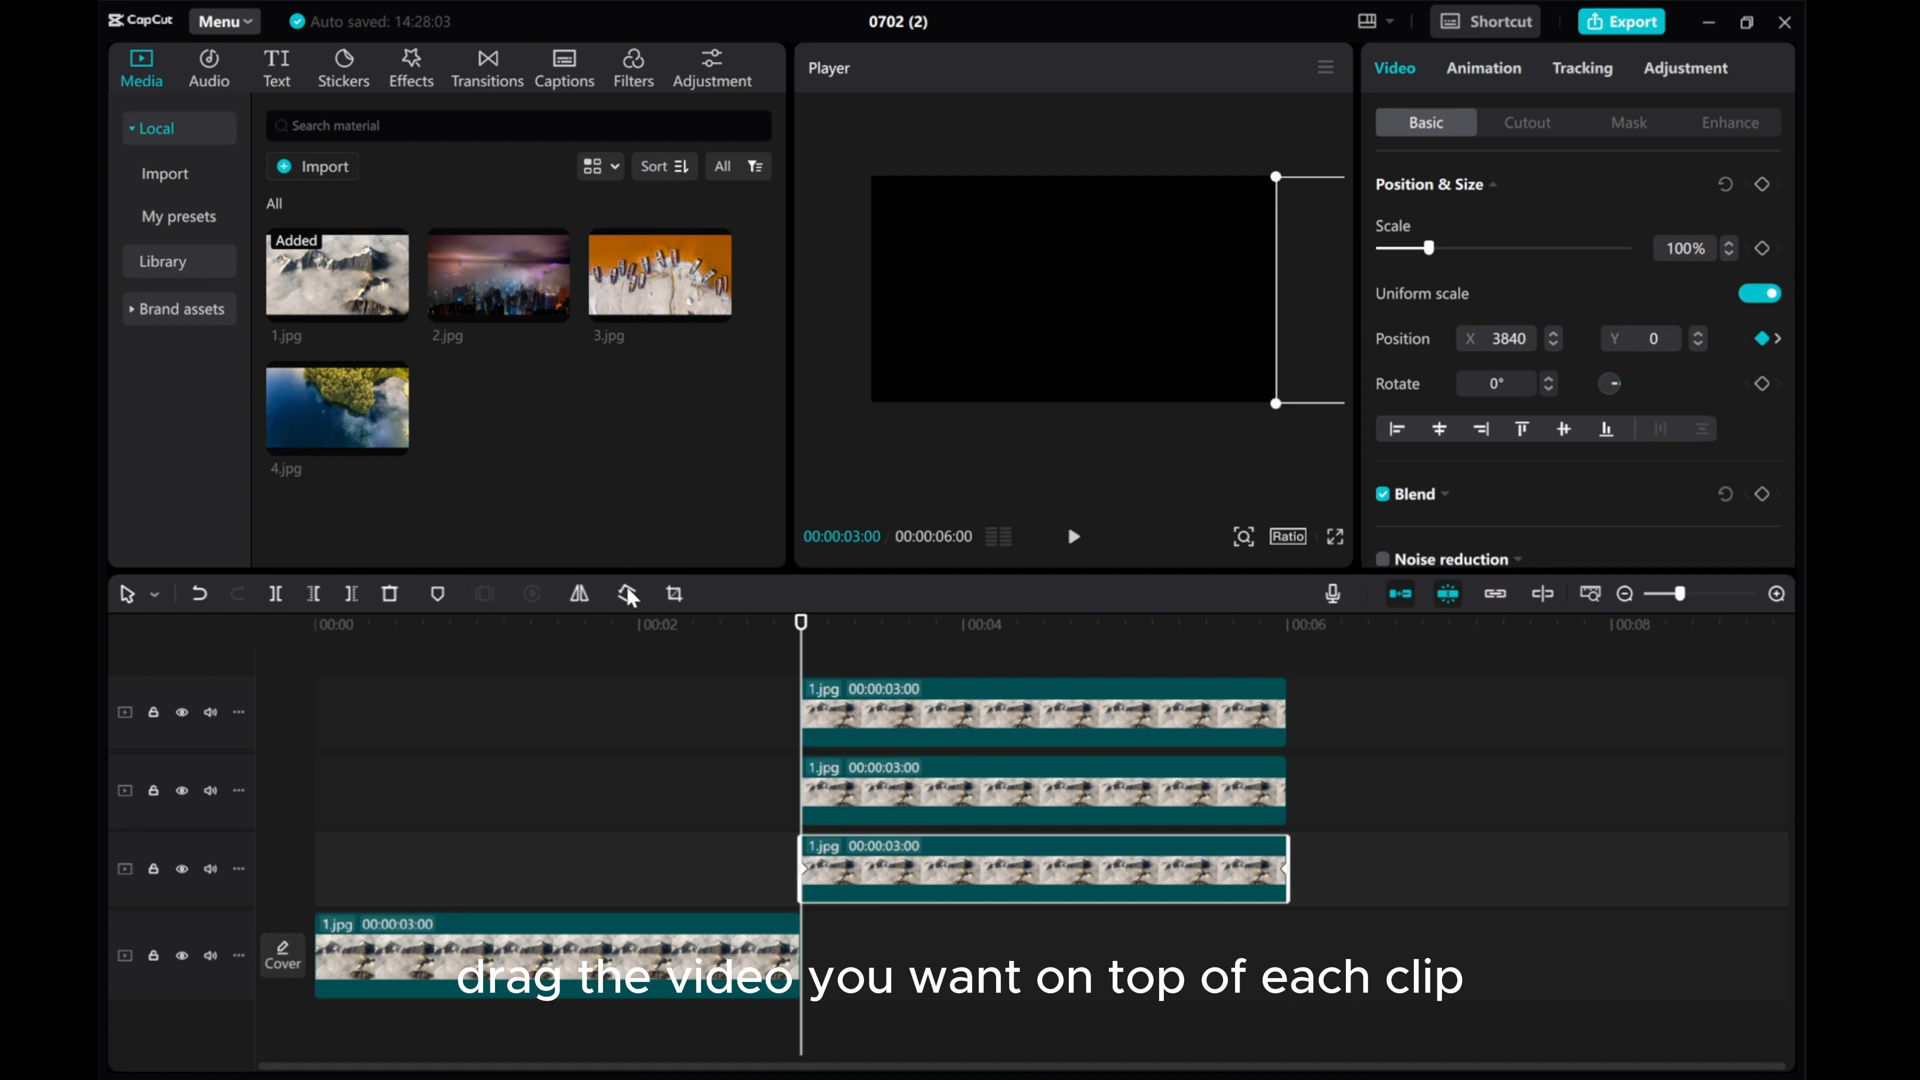 CapCut
Menu
Auto saved: 14:28:03
0702 (2)
Shortcut
Export
Media
Audio
TI
Text
Stickers
Effects
Transitions
Captions
Filters
Adjustment
Player
Video
Animation
Tracking
Adjustment
Local
Import
My presets
Library
Brand assets
Search material
Import
Sort
All
All
Added
1.jpg
2.jpg
3.jpg
4.jpg
00:00:03:00
00:00:06:00
Ratio
Basic
Cutout
Mask
Enhance
Position & Size
Scale
100%
Uniform scale
Position
X 3840
Y 0
Rotate
0°
Blend
Noise reduction
00:00
00:02
00:04
00:06
00:08
1.jpg 00:00:03:00
1.jpg 00:00:03:00
1.jpg 00:00:03:00
1.jpg 00:00:03:00
Cover
drag the video you want on top of each clip